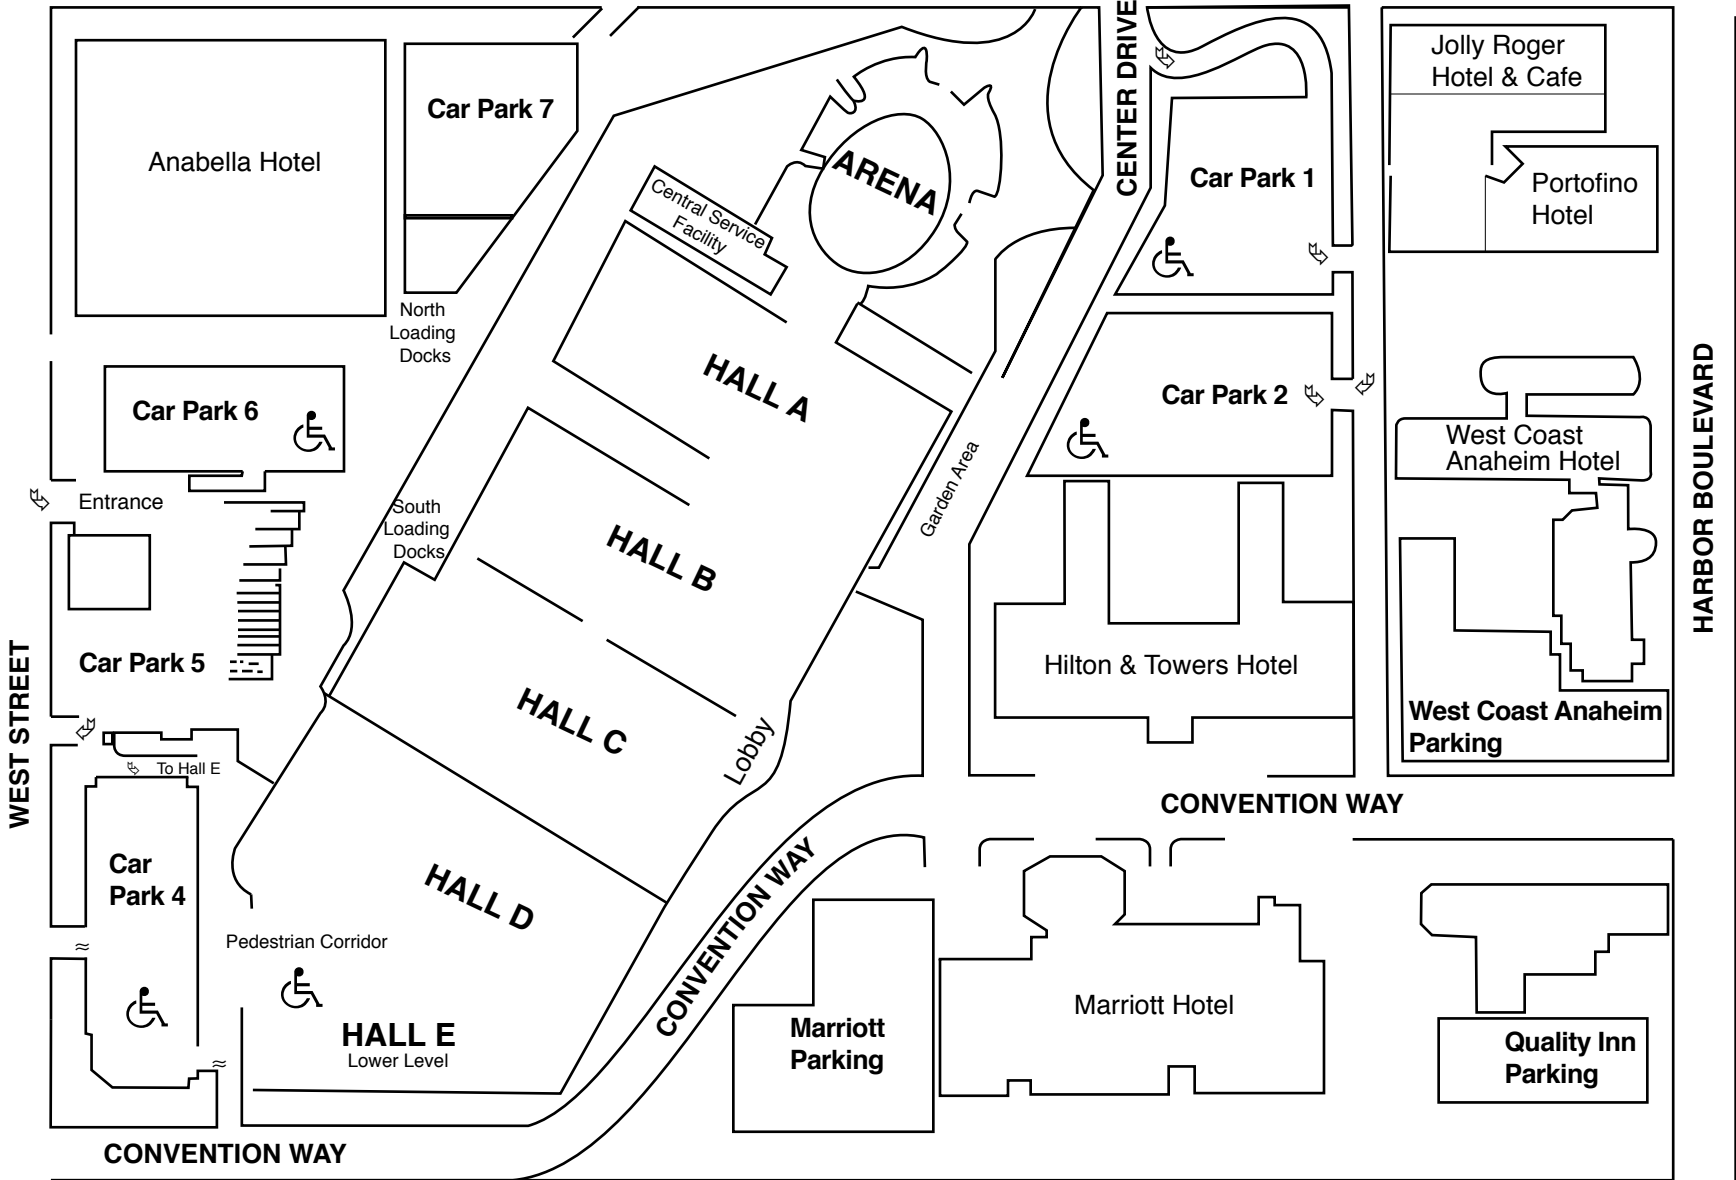 CENTER DRIVE
Jolly Roger
Hotel & Cafe
Car Park 7
Anabella Hotel
ARENA
Car Park 1
Portofino
Hotel
Central Service
Facility
North
Loading
Docks
HALL A
Car Park 2
Car Park 6
West Coast
Anaheim Hotel
HARBOR BOULEVARD
Garden Area
Entrance
South
Loading
Docks
HALL B
Car Park 5
Hilton & Towers Hotel
WEST STREET
HALL C
Lobby
West Coast Anaheim
Parking
To Hall E
CONVENTION WAY
Car
Park 4
HALL D
CONVENTION WAY
Pedestrian Corridor
Marriott Hotel
HALL E
Lower Level
Marriott
Parking
Quality Inn
Parking
CONVENTION WAY